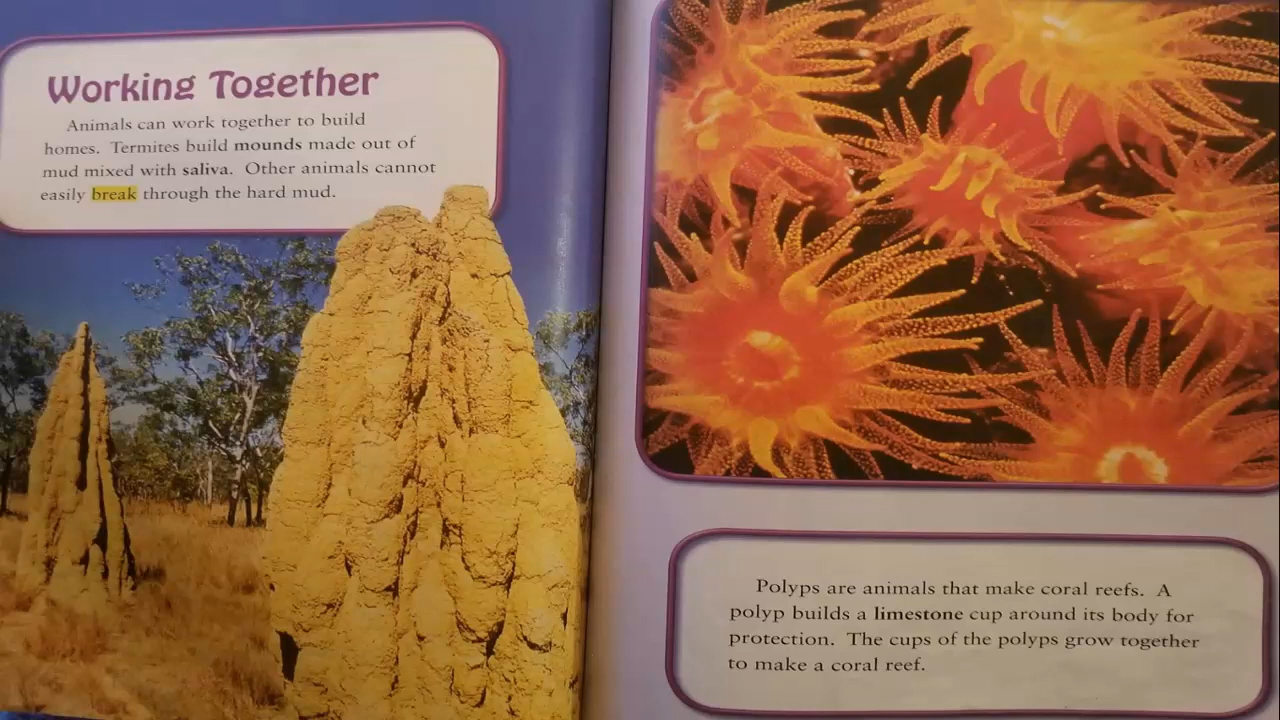 Working Together
Animals can work together to build
homes. Termites build mounds made out of
mud mixed with saliva. Other animals cannot
easily break through the hard mud.
Polyps are animals that make coral reefs. A
polyp builds a limestone cup around its body for
protection. The cups of the polyps grow together
to make a coral reef.